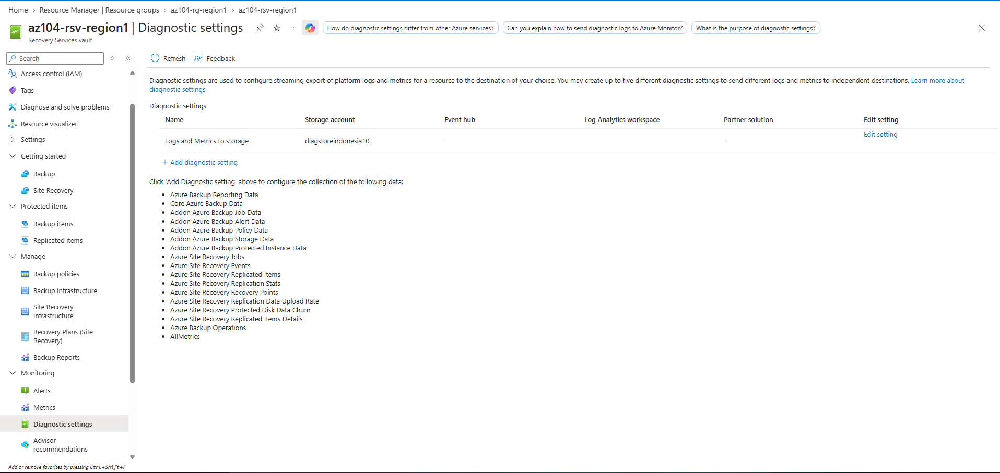 Home > Resource Manager | Resource groups > az104-rg-region1 > az104-rsv-region1
az104-rsv-region1 | Diagnostic settings
How do diagnostic settings differ from other Azure services?
Can you explain how to send diagnostic logs to Azure Monitor?
What is the purpose of diagnostic settings?
Recovery Services vault
Search
Access control (IAM)
Tags
Diagnose and solve problems
Resource visualizer
Settings
Getting started
Backup
Site Recovery
Protected items
Backup items
Replicated items
Manage
Backup policies
Backup Infrastructure
Site Recovery
infrastructure
Recovery Plans (Site
Recovery)
Backup Reports
Monitoring
Alerts
Metrics
Diagnostic settings
Advisor
recommendations
Add or remove favorites by pressing Ctrl+Shift+F
Refresh
Feedback
Diagnostic settings are used to configure streaming export of platform logs and metrics for a resource to the destination of your choice. You may create up to five different diagnostic settings to send different logs and metrics to independent destinations. Learn more about
diagnostic settings
Diagnostic settings
Name Storage account Event hub Log Analytics workspace Partner solution Edit setting
Logs and Metrics to storage diagstoreindonesia10 - - Edit setting
+ Add diagnostic setting
Click 'Add Diagnostic setting' above to configure the collection of the following data:
• Azure Backup Reporting Data
• Core Azure Backup Data
• Addon Azure Backup Job Data
• Addon Azure Backup Alert Data
• Addon Azure Backup Policy Data
• Addon Azure Backup Storage Data
• Addon Azure Backup Protected Instance Data
• Azure Site Recovery Jobs
• Azure Site Recovery Events
• Azure Site Recovery Replicated Items
• Azure Site Recovery Replication Stats
• Azure Site Recovery Recovery Points
• Azure Site Recovery Replication Data Upload Rate
• Azure Site Recovery Protected Disk Data Churn
• Azure Site Recovery Replicated Items Details
• Azure Backup Operations
• AllMetrics